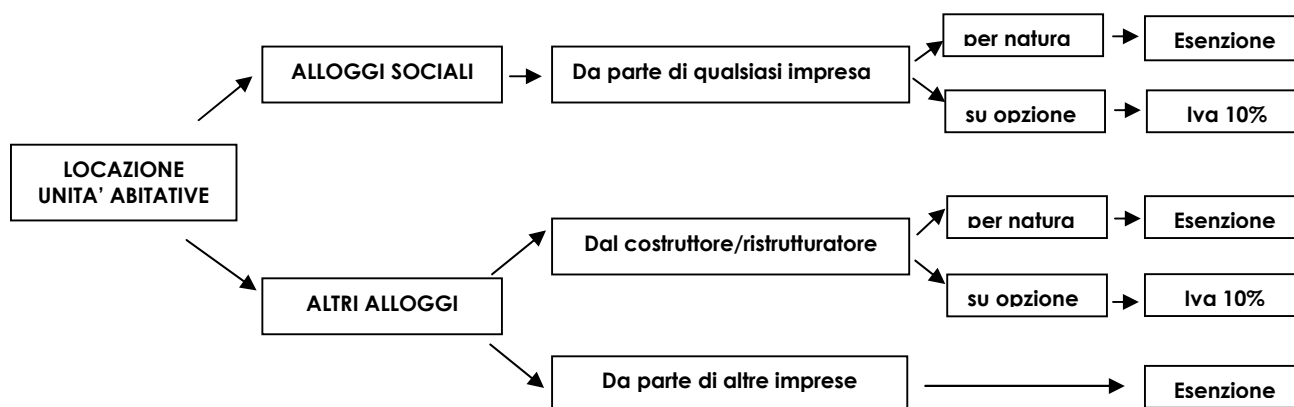 per natura
Esenzione
ALLOGGI SOCIALI
Da parte di qualsiasi impresa
su opzione
Iva 10%
LOCAZIONE
UNITA’ ABITATIVE
per natura
Esenzione
Dal costruttore/ristrutturatore
ALTRI ALLOGGI
su opzione
Iva 10%
Da parte di altre imprese
Esenzione